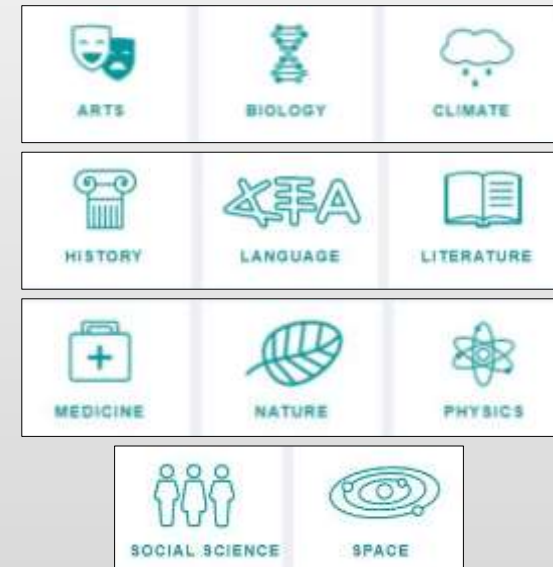 ARTS BIOLOGY CLIMATE
HISTORY LANGUAGE LITERATURE
MEDICINE NATURE PHYSICS
SOCIAL SCIENCE SPACE